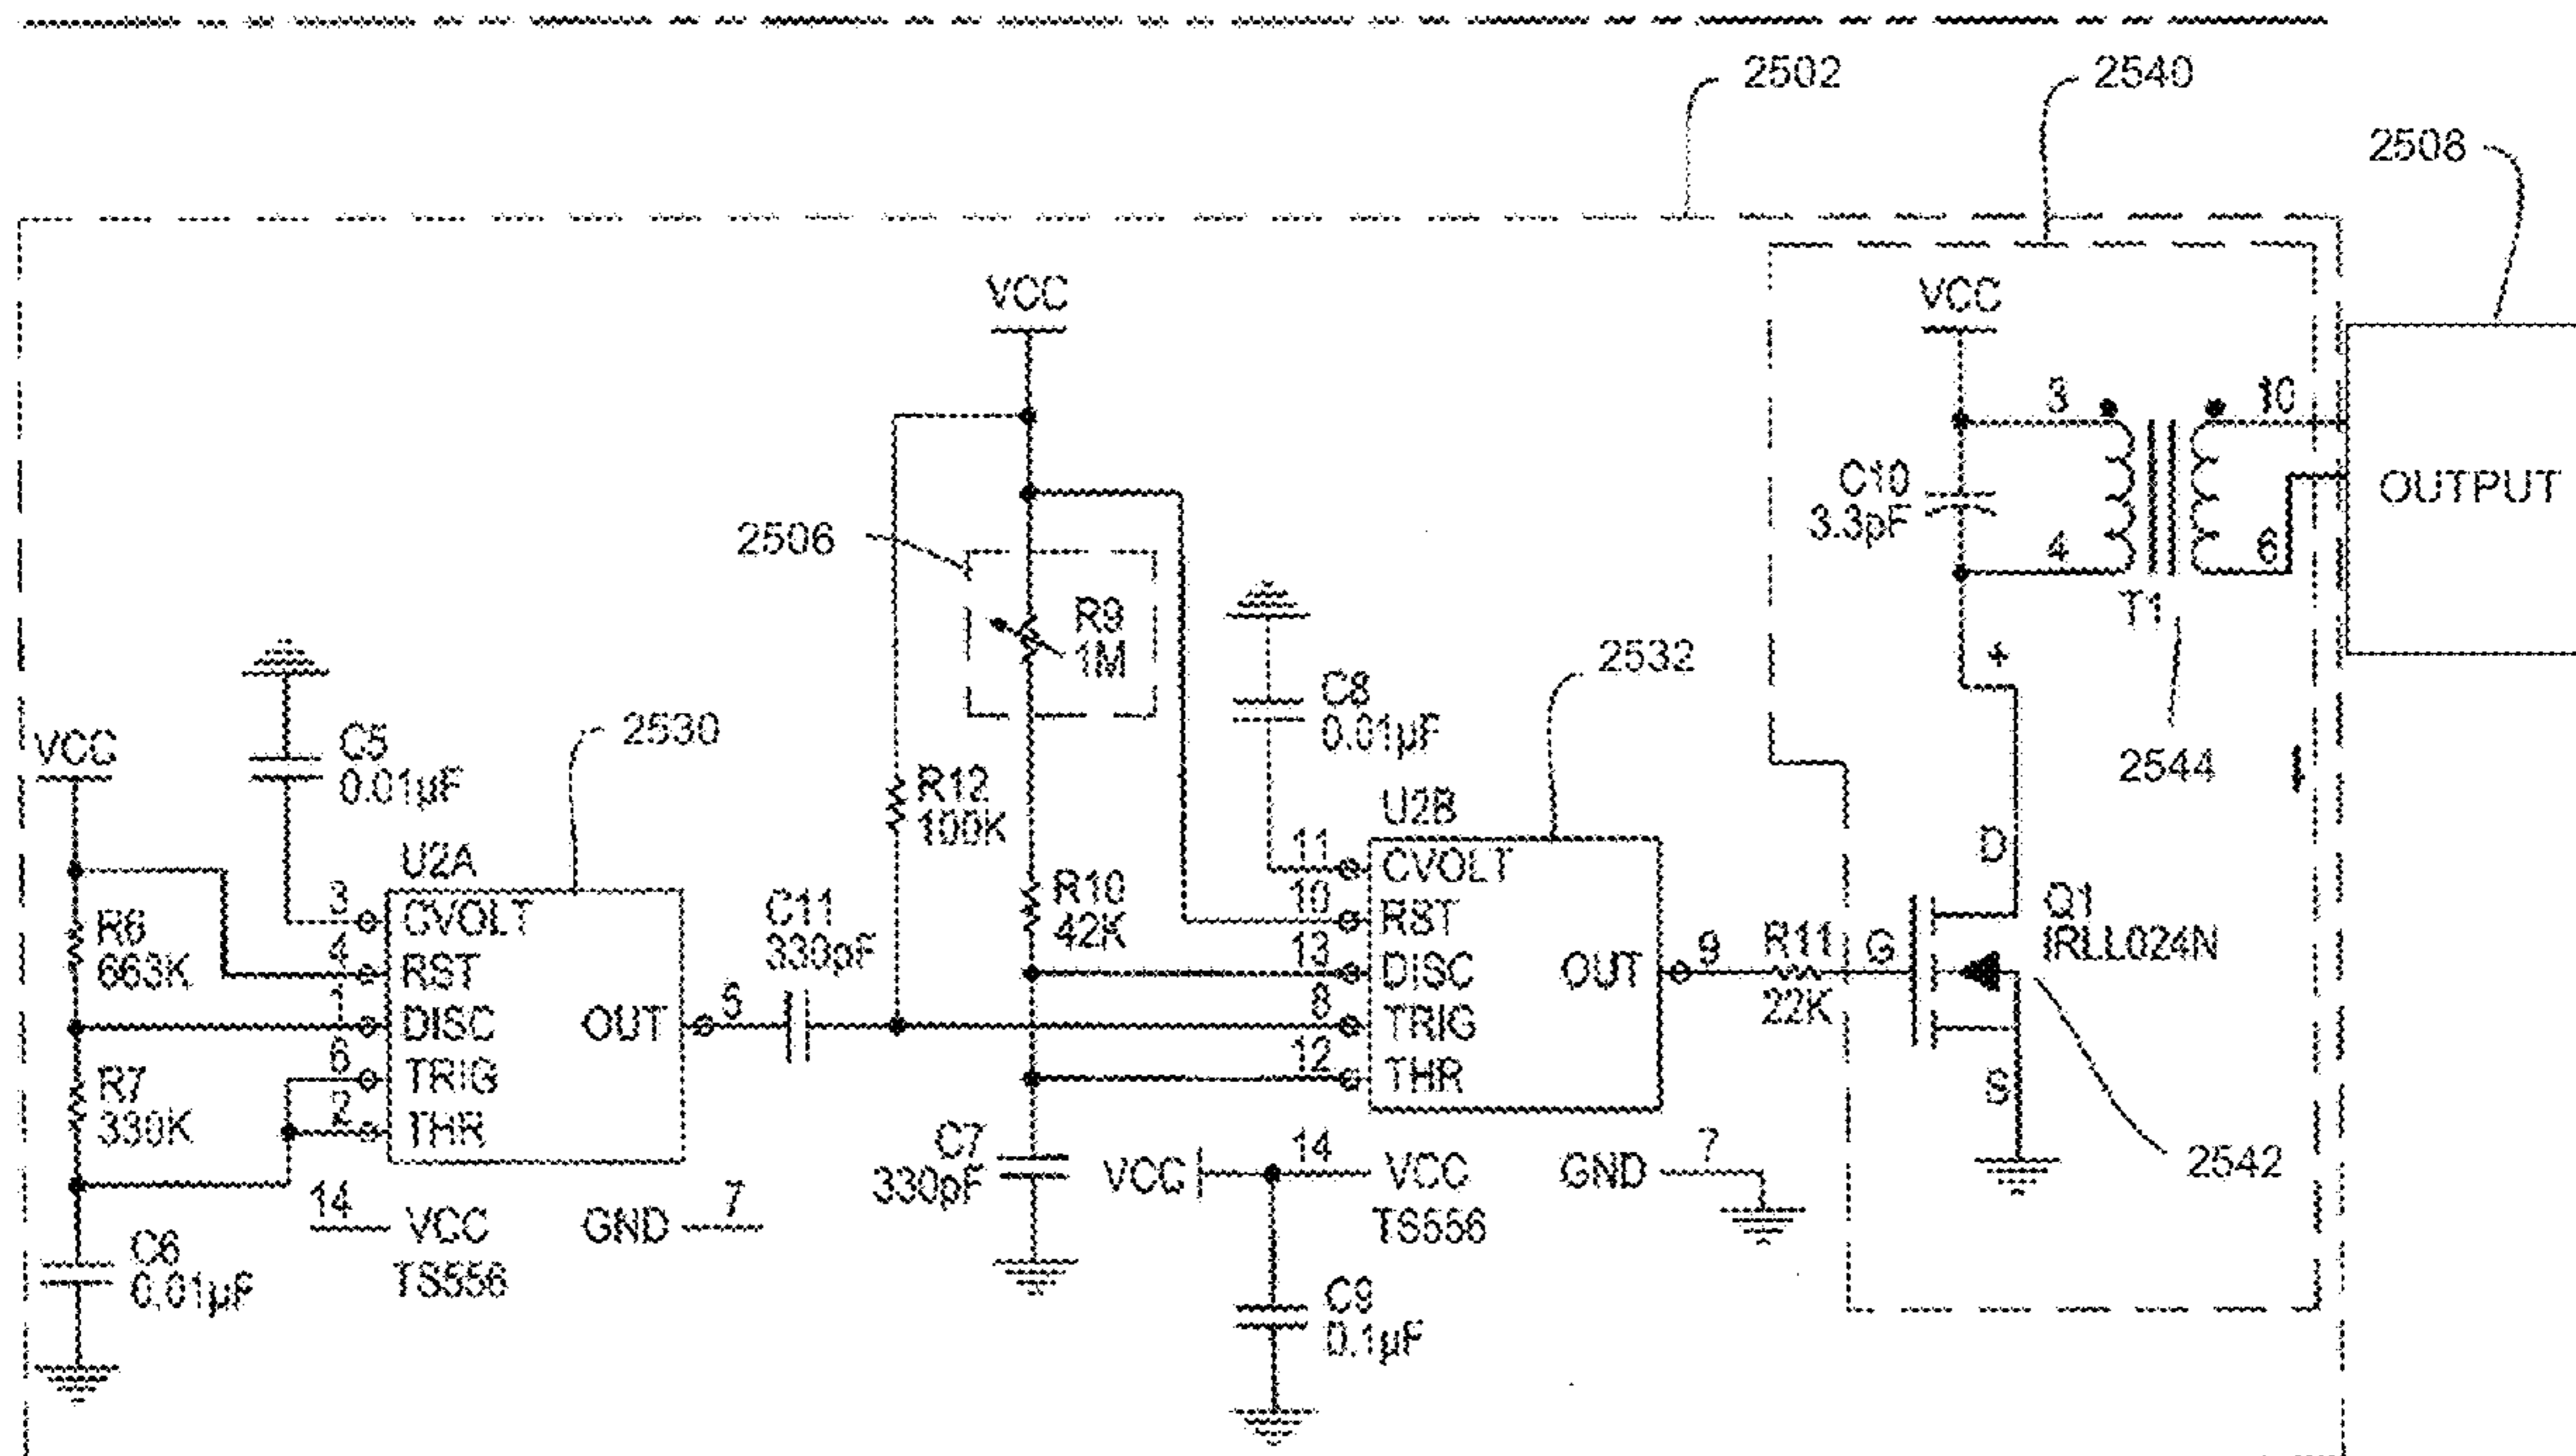 2502
2540
2508
VCC
VCC
3
10
C10
3.3pF
OUTPUT
4
6
T1
2506
R9
1M
+
2532
C8
0.01µF
2530
C5
0.01µF
VCC
R12
100K
2544
U2B
D
U2A
11
CVOLT
10
RST
13
DISC
8
TRIG
12
THR
OUT
9
R10
42K
Q1
IRLL024N
R11
22K
G
3
CVOLT
4
RST
1
DISC
6
TRIG
2
THR
OUT
5
C11
330pF
R6
663K
R7
330K
S
2542
C7
330pF
VCC
14
VCC
TS556
GND
7
14
VCC
TS556
GND
7
C6
0.01µF
C9
0.1µF